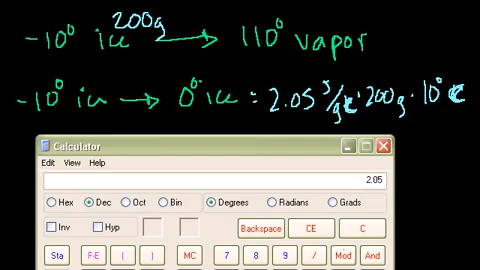 -10° ice 200g → 110° vapor
-10° ice → 0° ice = 2.05 J/g·C · 200g · 10° C
Calculator
Edit View Help
2.05
Hex Dec Oct Bin Degrees Radians Grads
Inv Hyp Backspace CE C
Sta F-E ( ) MC 7 8 9 / Mod And